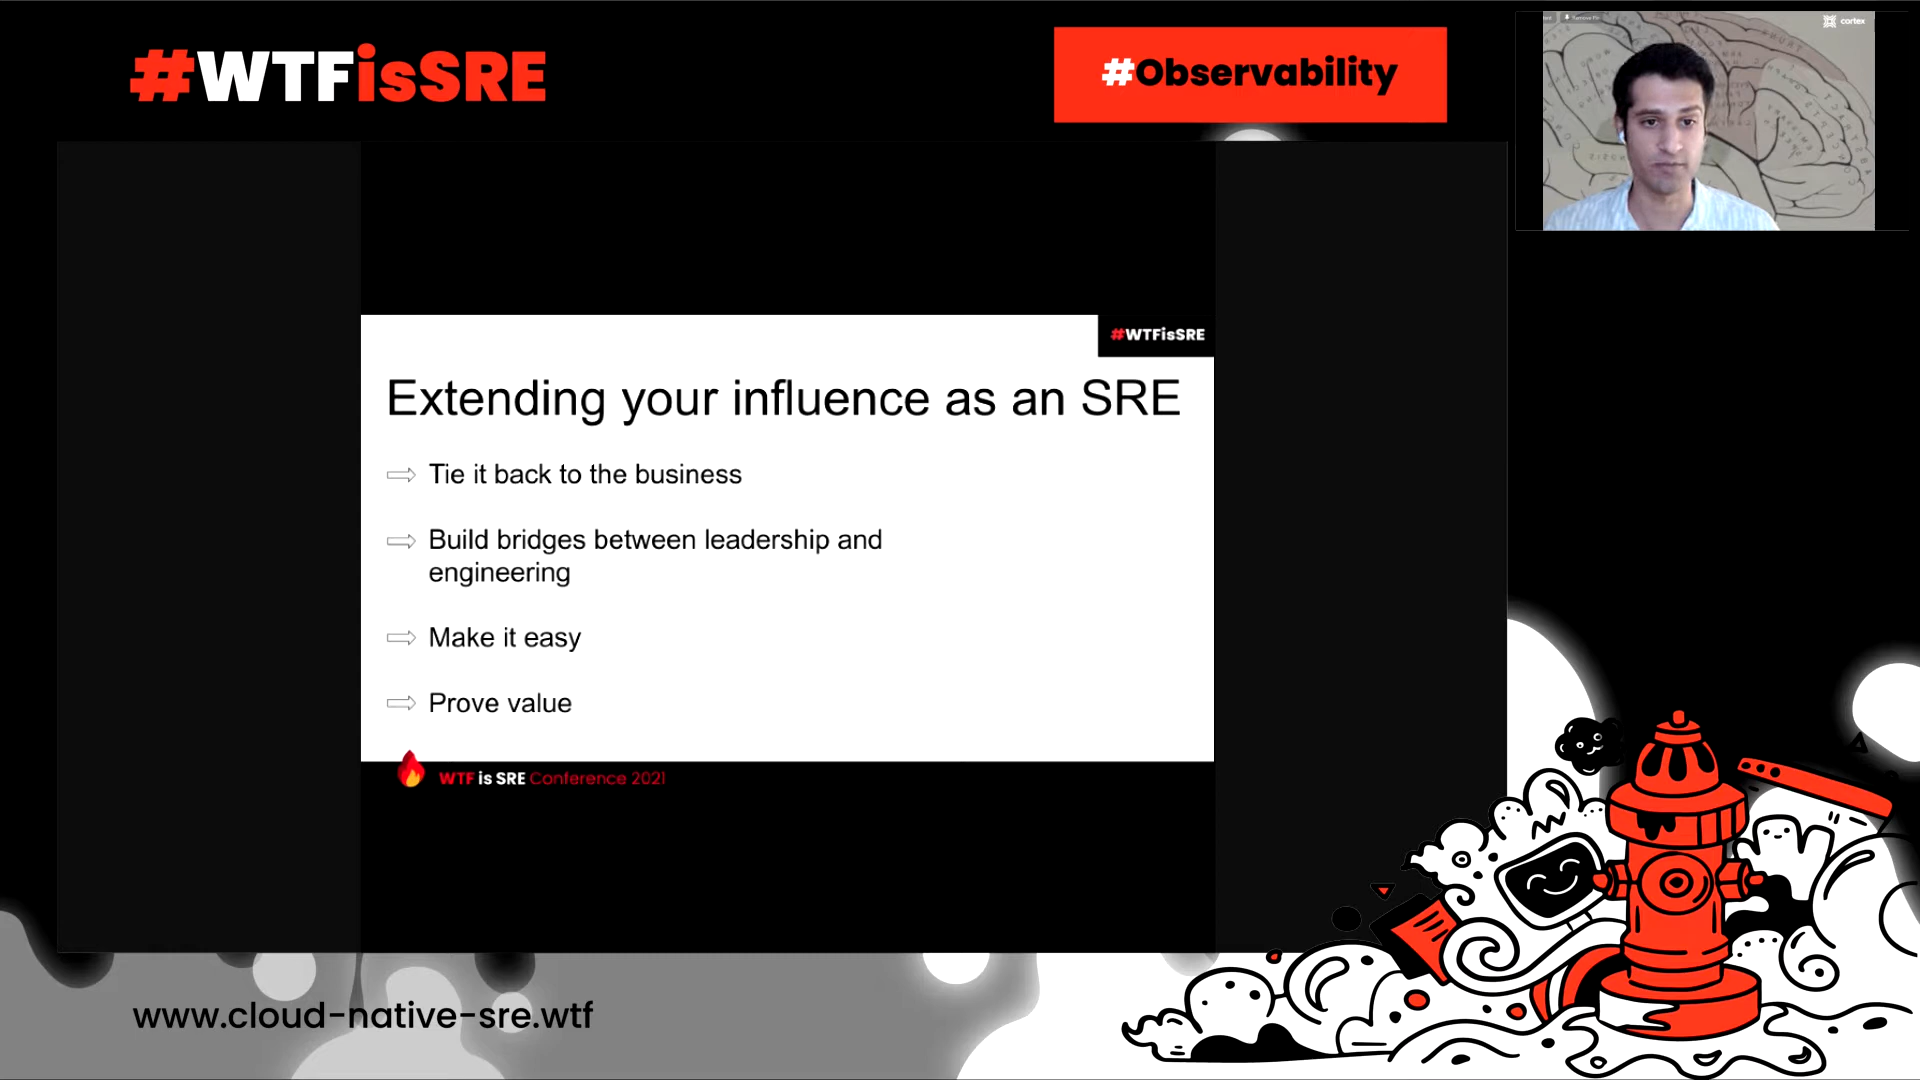 #WTFisSRE
#Observability
cortex
#WTFisSRE
Extending your influence as an SRE
Tie it back to the business
Build bridges between leadership and
engineering
Make it easy
Prove value
WTF is SRE Conference 2021
www.cloud-native-sre.wtf